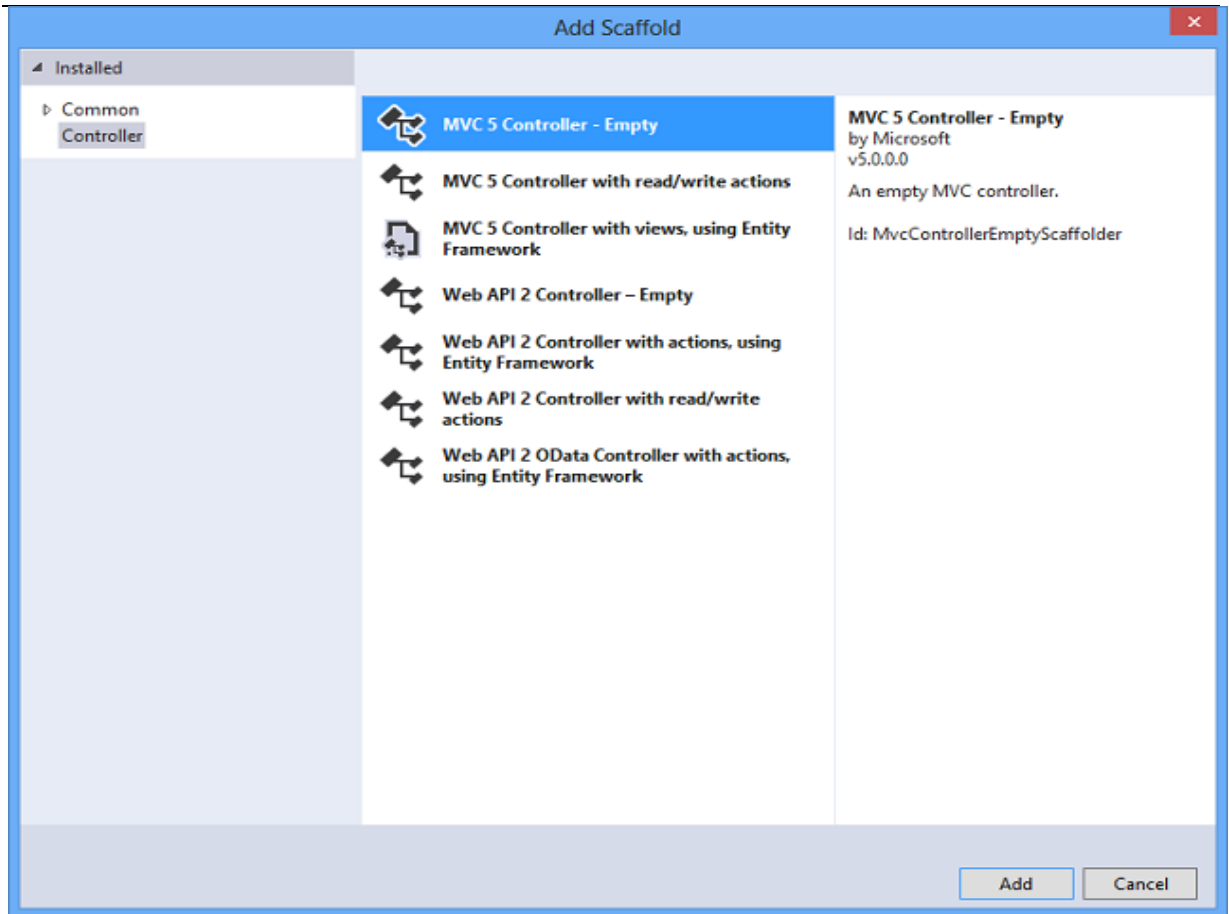 Add Scaffold
Installed
Common
Controller
MVC 5 Controller - Empty
MVC 5 Controller with read/write actions
MVC 5 Controller with views, using Entity
Framework
Web API 2 Controller – Empty
Web API 2 Controller with actions, using
Entity Framework
Web API 2 Controller with read/write
actions
Web API 2 OData Controller with actions,
using Entity Framework
MVC 5 Controller - Empty
by Microsoft
v5.0.0.0
An empty MVC controller.
Id: MvcControllerEmptyScaffolder
Add
Cancel